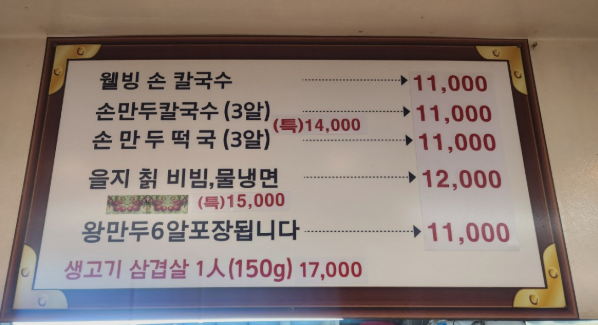 웰빙 손 칼국수 11,000
손만두칼국수 (3알) 11,000
(특)14,000
손만두떡국 (3알) 11,000
을지 칡 비빔,물냉면 12,000
(특)15,000
왕만두6알포장됩니다 11,000
생고기 삼겹살 1人(150g) 17,000